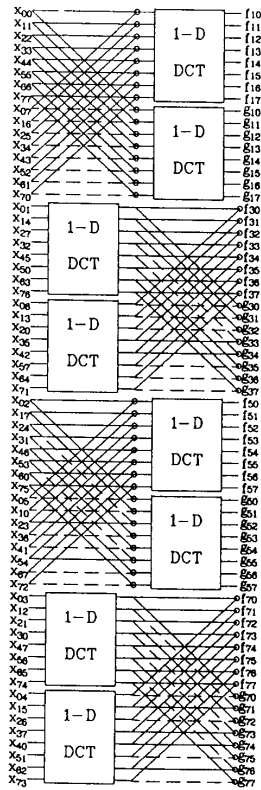 X00 f10
X11 1-D f11
X22 f12
X33 DCT f13
X44 f14
X55 f15
X66 f16
X77 f17
X07 g10
X16 1-D g11
X25 g12
X34 DCT g13
X43 g14
X52 g15
X61 g16
X70 g17
X01 f30
X14 1-D f31
X27 f32
X32 f33
X45 DCT f34
X50 f35
X63 f36
X76 f37
X06 g30
X13 1-D g31
X20 g32
X35 g33
X42 DCT g34
X57 g35
X64 g36
X71 g37
X02 f50
X17 1-D f51
X24 f52
X31 DCT f53
X46 f54
X53 f55
X60 f56
X75 f57
X05 g50
X10 1-D g51
X23 g52
X36 DCT g53
X41 g54
X54 g55
X67 g56
X72 g57
X03 f70
X12 1-D f71
X21 f72
X30 f73
X47 DCT f74
X56 f75
X65 f76
X74 f77
X04 g70
X15 1-D g71
X26 g72
X37 g73
X40 DCT g74
X51 g75
X62 g76
X73 g77